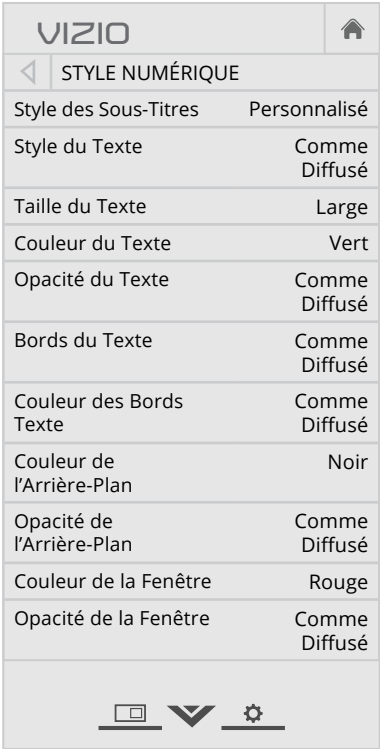 VIZIO
STYLE NUMÉRIQUE
Style des Sous-Titres Personnalisé
Style du Texte Comme
Diffusé
Taille du Texte Large
Couleur du Texte Vert
Opacité du Texte Comme
Diffusé
Bords du Texte Comme
Diffusé
Couleur des Bords Comme
Texte Diffusé
Couleur de Noir
l’Arrière-Plan
Opacité de Comme
l’Arrière-Plan Diffusé
Couleur de la Fenêtre Rouge
Opacité de la Fenêtre Comme
Diffusé